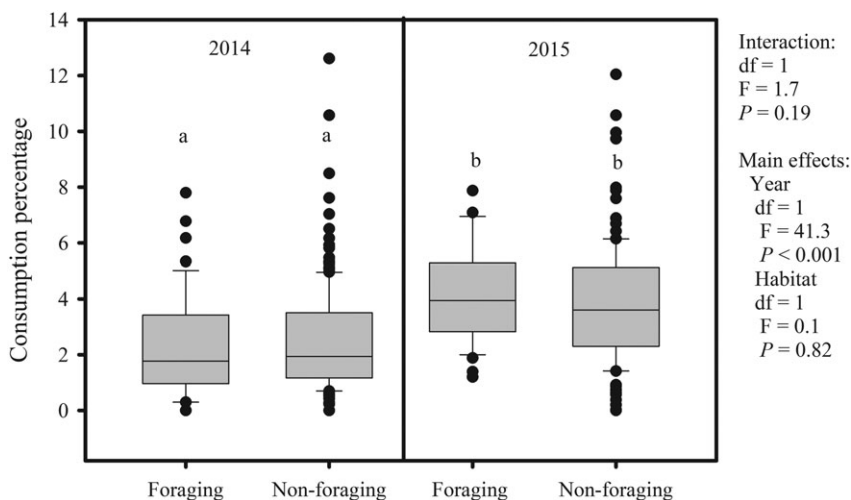 Consumption percentage
14
12
10
8
6
4
2
0
2014
2015
a
a
b
b
Foraging
Non-foraging
Foraging
Non-foraging
Interaction:
df = 1
F = 1.7
P = 0.19
Main effects:
Year
df = 1
F = 41.3
P < 0.001
Habitat
df = 1
F = 0.1
P = 0.82